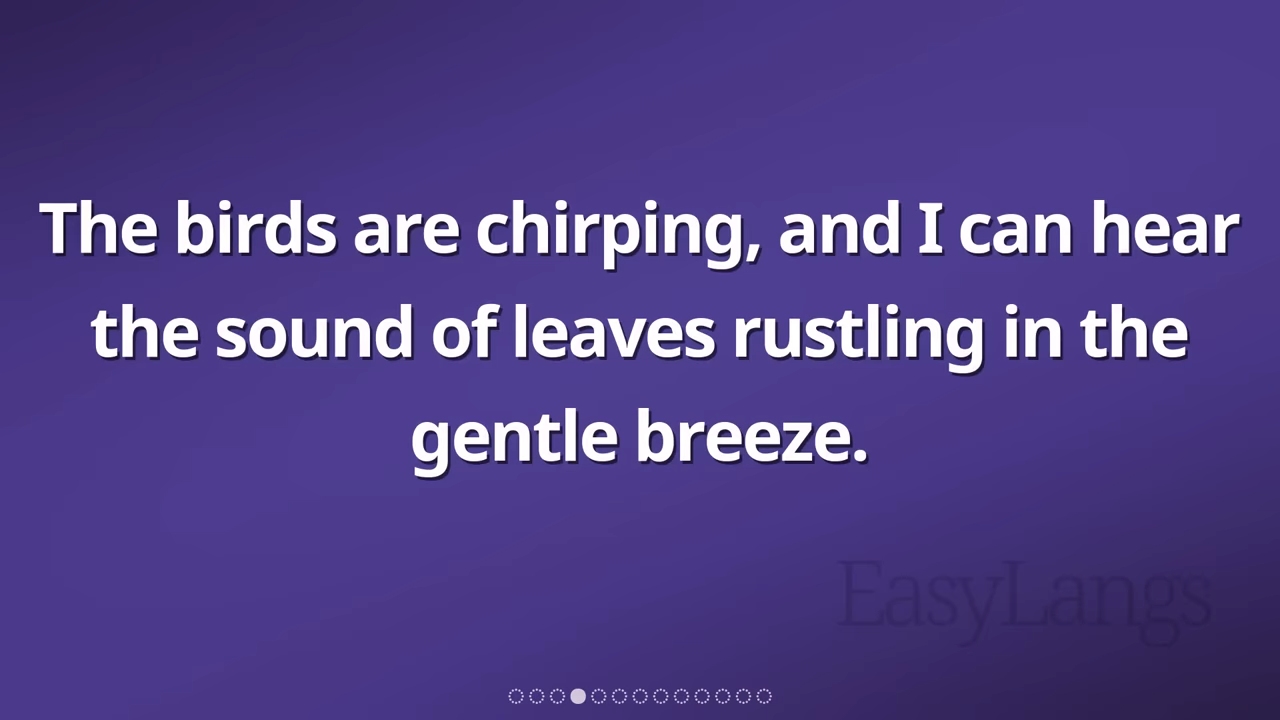 The birds are chirping, and I can hear
the sound of leaves rustling in the
gentle breeze.
EasyLangs